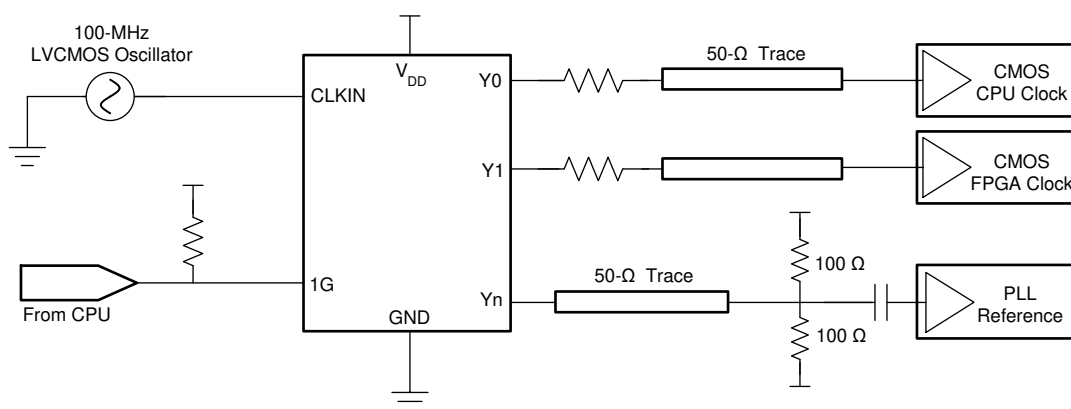 100-MHz
LVCMOS Oscillator
V_DD
CLKIN
1G
GND
Y0
Y1
Yn
From CPU
50-Ω Trace
50-Ω Trace
100 Ω
100 Ω
CMOS
CPU Clock
CMOS
FPGA Clock
PLL
Reference